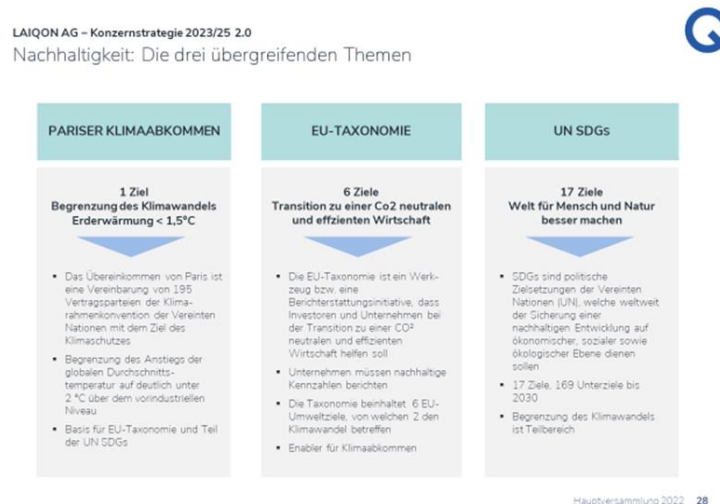 LAIQON AG – Konzernstrategie 2023/25 2.0
Nachhaltigkeit: Die drei übergreifenden Themen
PARISER KLIMAABKOMMEN
1 Ziel
Begrenzung des Klimawandels
Erderwärmung < 1,5°C
▪ Das Übereinkommen von Paris ist
eine Vereinbarung von 195
Vertragsparteien der Klima-
rahmenkonvention der Vereinten
Nationen mit dem Ziel des
Klimaschutzes
▪ Begrenzung des Anstiegs der
globalen Durchschnitts-
temperatur auf deutlich unter
2 °C über dem vorindustriellen
Niveau
▪ Basis für EU-Taxonomie und Teil
der UN SDGs
EU-TAXONOMIE
6 Ziele
Transition zu einer Co2 neutralen
und effzienten Wirtschaft
▪ Die EU-Taxonomie ist ein Werk-
zeug bzw. eine
Berichterstattungsinitiative, dass
Investoren und Unternehmen bei
der Transition zu einer CO²
neutralen und effizienten
Wirtschaft helfen soll
▪ Unternehmen müssen nachhaltige
Kennzahlen berichten
▪ Die Taxonomie beinhaltet 6 EU-
Umweltziele, von welchen 2 den
Klimawandel betreffen
▪ Enabler für Klimaabkommen
UN SDGs
17 Ziele
Welt für Mensch und Natur
besser machen
▪ SDGs sind politische
Zielsetzungen der Vereinten
Nationen (UN), welche weltweit
der Sicherung einer
nachhaltigen Entwicklung auf
ökonomischer, sozialer sowie
ökologischer Ebene dienen
sollen
▪ 17 Ziele, 169 Unterziele bis
2030
▪ Begrenzung des Klimawandels
ist Teilbereich
Hauptversammlung 2022 28